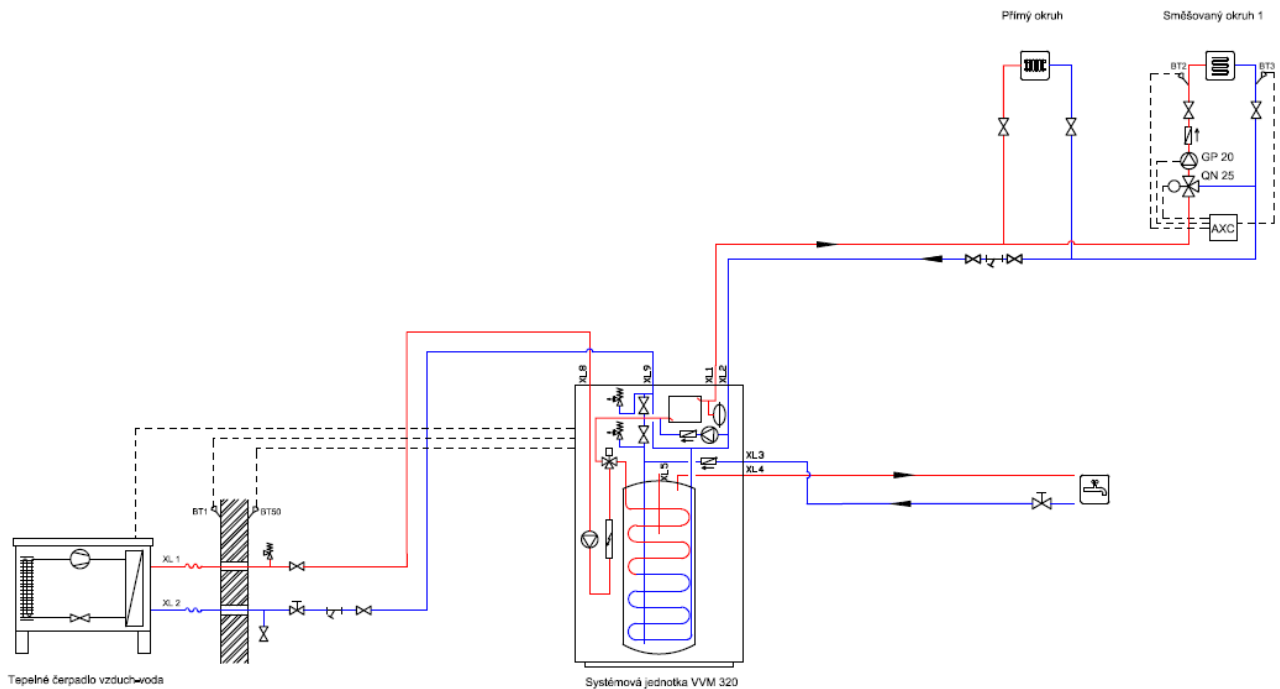 Přímý okruh
Směšovaný okruh 1
BT2
BT3
GP 20
QN 25
AXC
XL8
XL9
XL1
XL2
XL3
XL4
XL5
BT1
BT50
XL 1
XL 2
Tepelné čerpadlo vzduch-voda
Systémová jednotka VVM 320